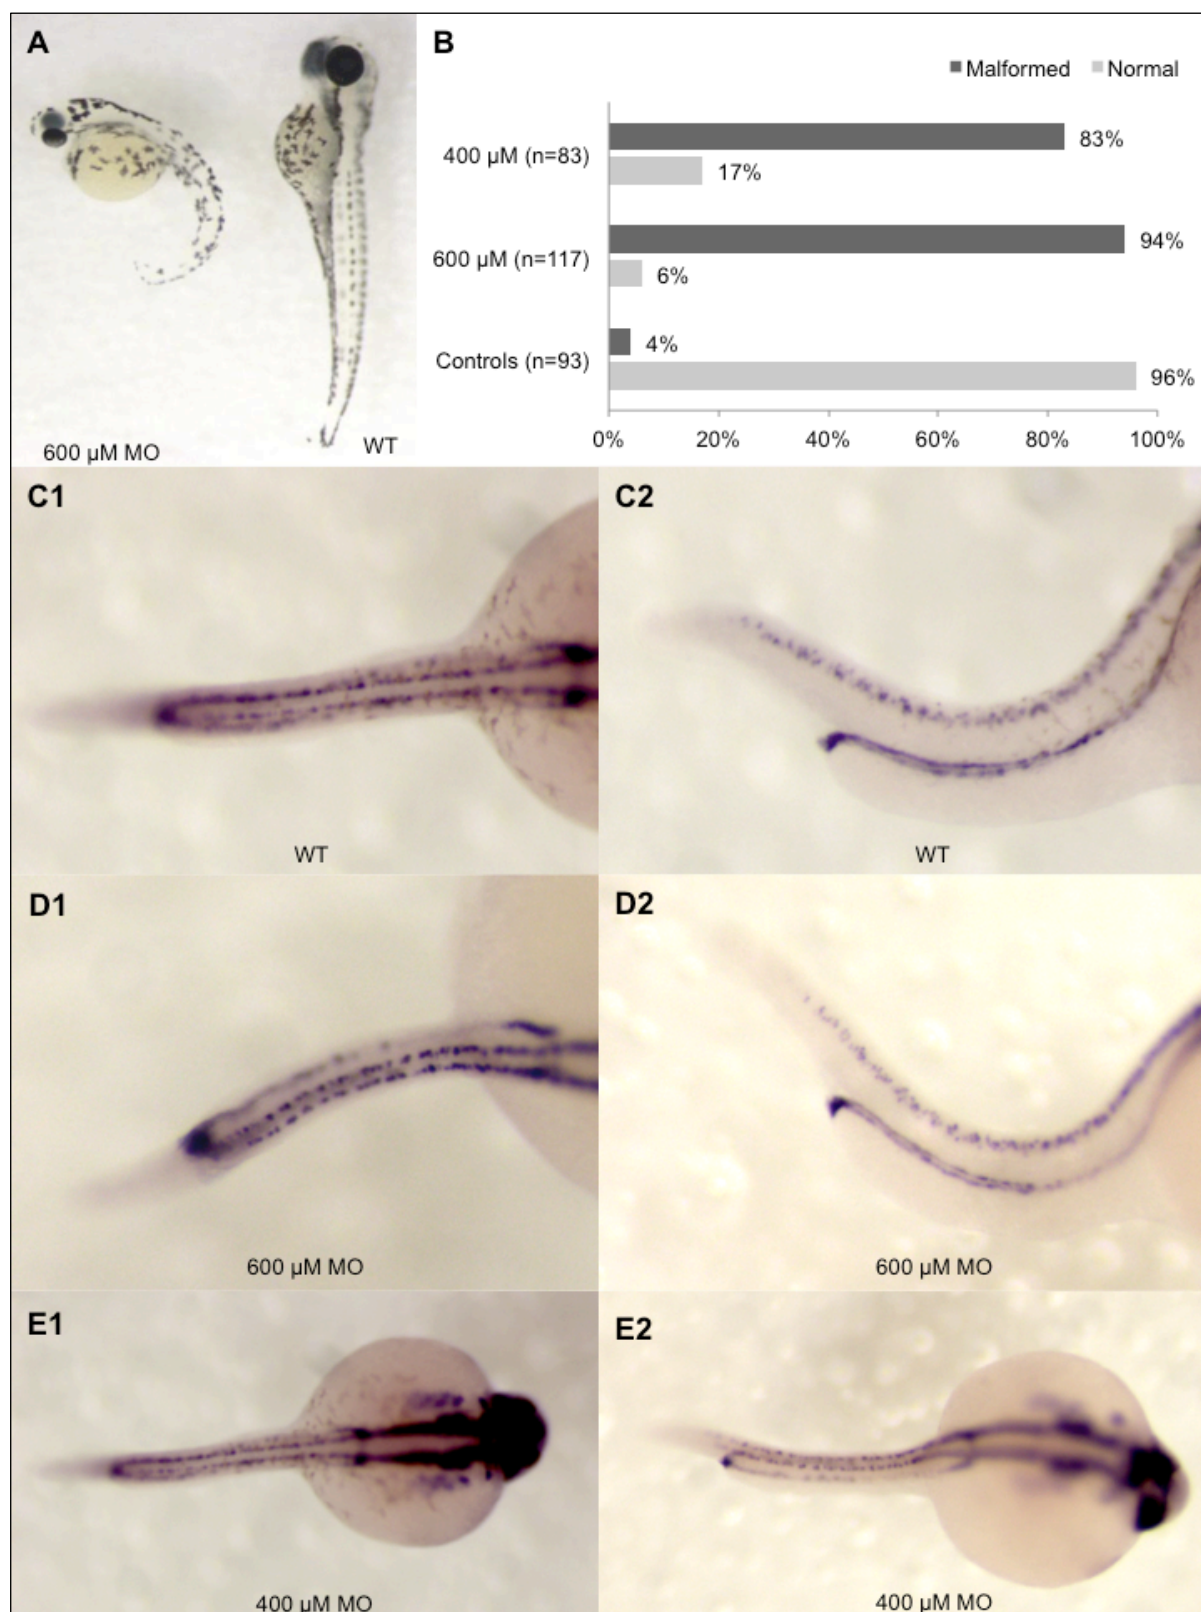 A
600 µM MO
WT
B
Malformed Normal
400 µM (n=83)
83%
17%
600 µM (n=117)
94%
6%
Controls (n=93)
4%
96%
0% 20% 40% 60% 80% 100%
C1
WT
C2
WT
D1
600 µM MO
D2
600 µM MO
E1
400 µM MO
E2
400 µM MO